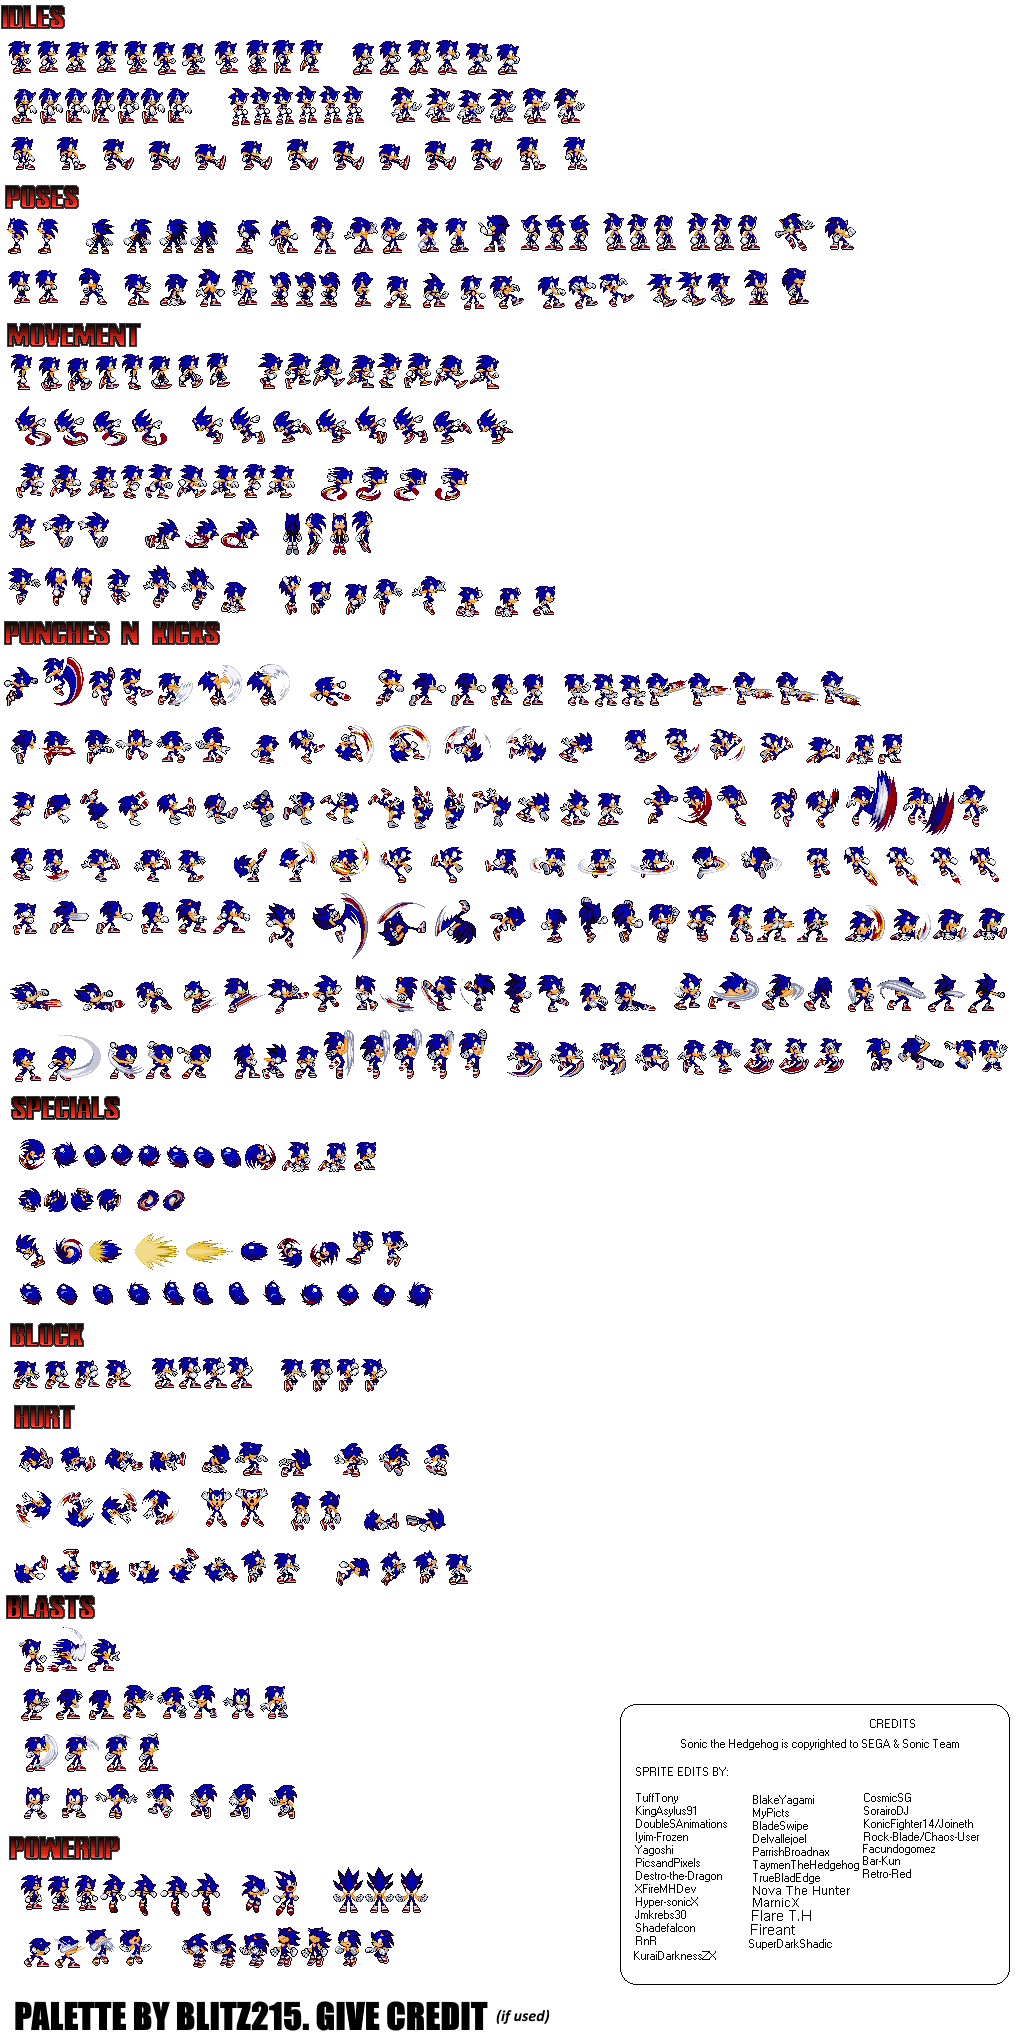 IDLES
POSES
MOVEMENT
PUNCHES N KICKS
SPECIALS
BLOCK
HURT
BLASTS
CREDITS
Sonic the Hedgehog is copyrighted to SEGA & Sonic Team
SPRITE EDITS BY:
TuffTony
KingAsylus91
DoubleSAnimations
Iyim-Frozen
Yagoshi
PicsandPixels
Destro-the-Dragon
XFireMHDev
Hyper-sonicX
Jmkrebs30
Shadefalcon
RnR
KuraiDarknessZX
BlakeYagami
MyPicts
BladeSwipe
Delvallejoel
ParrishBroadnax
TaymenTheHedgehog
TrueBladEdge
Nova The Hunter
MarnicX
Flare T.H
Fireant
SuperDarkShadic
CosmicSG
SorairoDJ
KonicFighter14/Joineth
Rock-Blade/Chaos-User
Facundogomez
Bar-Kun
Retro-Red
POWERUP
PALETTE BY BLITZ215. GIVE CREDIT (if used)